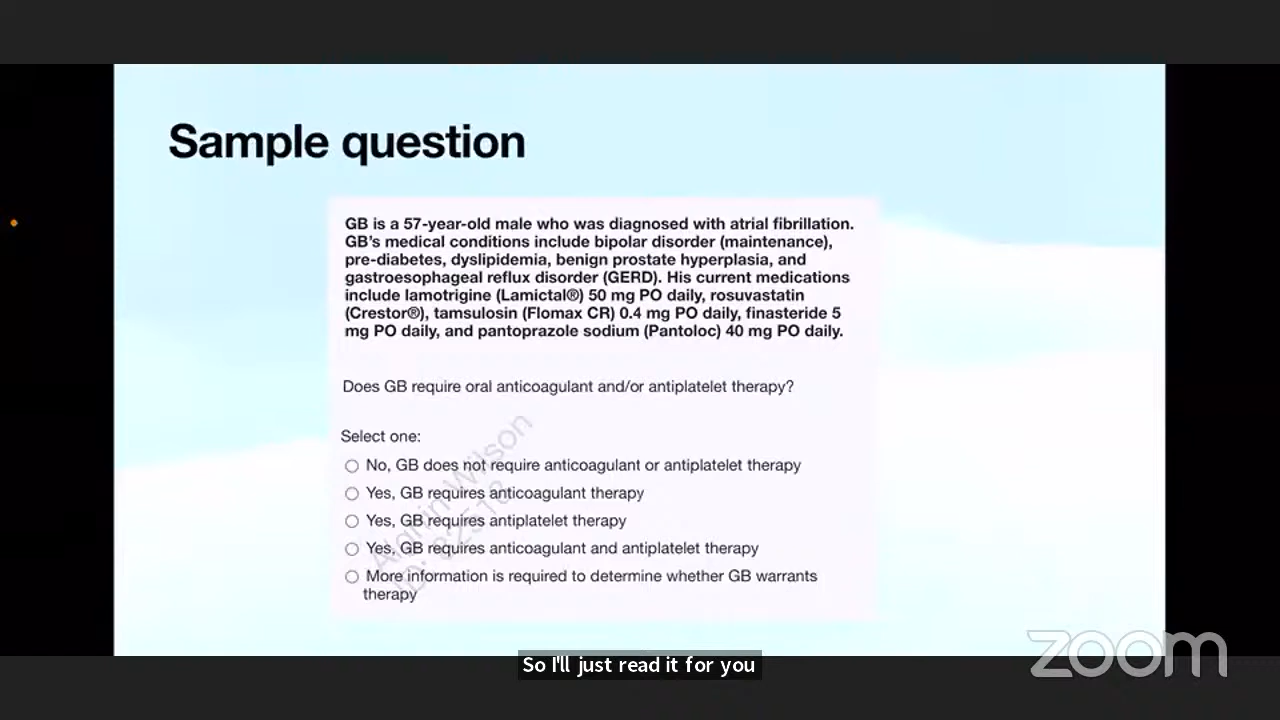 Sample question
GB is a 57-year-old male who was diagnosed with atrial fibrillation.
GB's medical conditions include bipolar disorder (maintenance),
pre-diabetes, dyslipidemia, benign prostate hyperplasia, and
gastroesophageal reflux disorder (GERD). His current medications
include lamotrigine (Lamictal®) 50 mg PO daily, rosuvastatin
(Crestor®), tamsulosin (Flomax CR) 0.4 mg PO daily, finasteride 5
mg PO daily, and pantoprazole sodium (Pantoloc) 40 mg PO daily.
Does GB require oral anticoagulant and/or antiplatelet therapy?
Select one:
No, GB does not require anticoagulant or antiplatelet therapy
Yes, GB requires anticoagulant therapy
Yes, GB requires antiplatelet therapy
Yes, GB requires anticoagulant and antiplatelet therapy
More information is required to determine whether GB warrants
therapy
Wilson
ID:
zoom
So I'll just read it for you